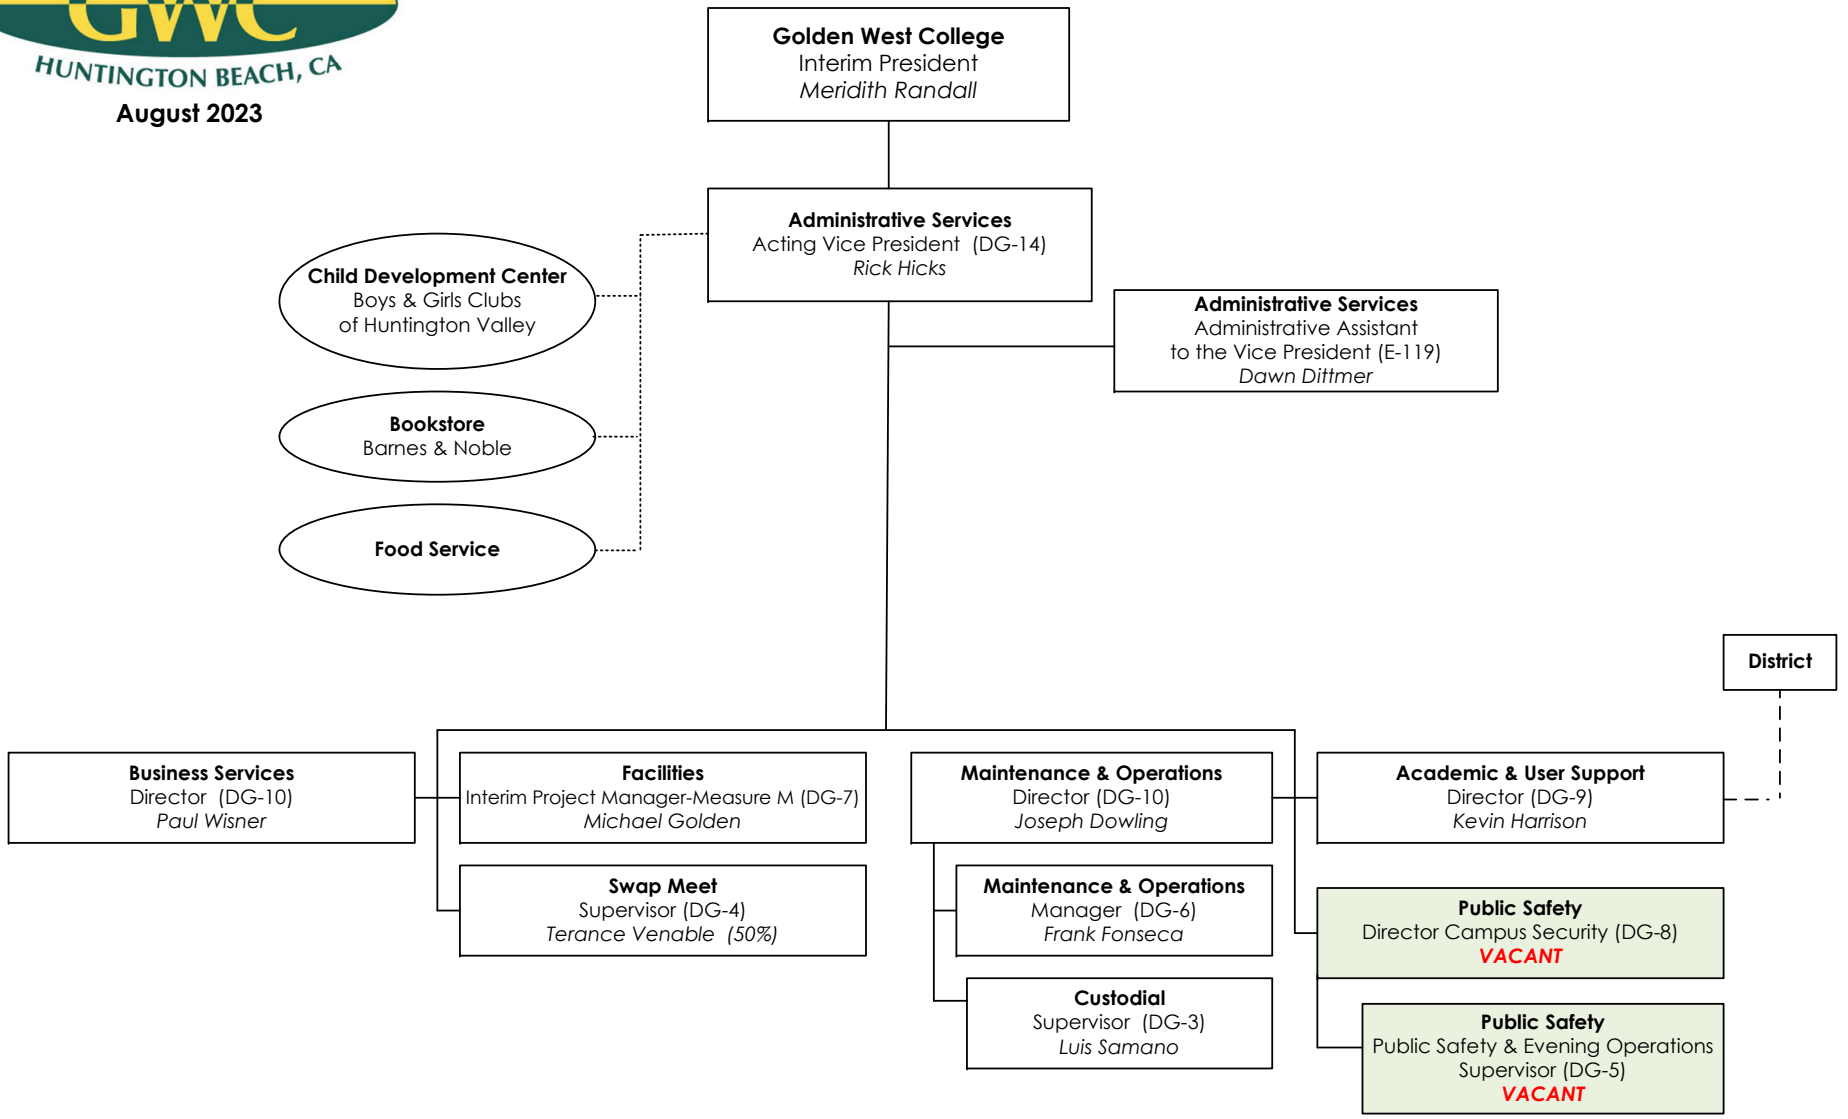 GWC
HUNTINGTON BEACH, CA
August 2023
Golden West College
Interim President
Meridith Randall
Administrative Services
Acting Vice President (DG-14)
Rick Hicks
Child Development Center
Boys & Girls Clubs
of Huntington Valley
Administrative Services
Administrative Assistant
to the Vice President (E-119)
Dawn Dittmer
Bookstore
Barnes & Noble
Food Service
District
Business Services
Director (DG-10)
Paul Wisner
Facilities
Interim Project Manager-Measure M (DG-7)
Michael Golden
Maintenance & Operations
Director (DG-10)
Joseph Dowling
Academic & User Support
Director (DG-9)
Kevin Harrison
Swap Meet
Supervisor (DG-4)
Terance Venable (50%)
Maintenance & Operations
Manager (DG-6)
Frank Fonseca
Public Safety
Director Campus Security (DG-8)
VACANT
Custodial
Supervisor (DG-3)
Luis Samano
Public Safety
Public Safety & Evening Operations
Supervisor (DG-5)
VACANT